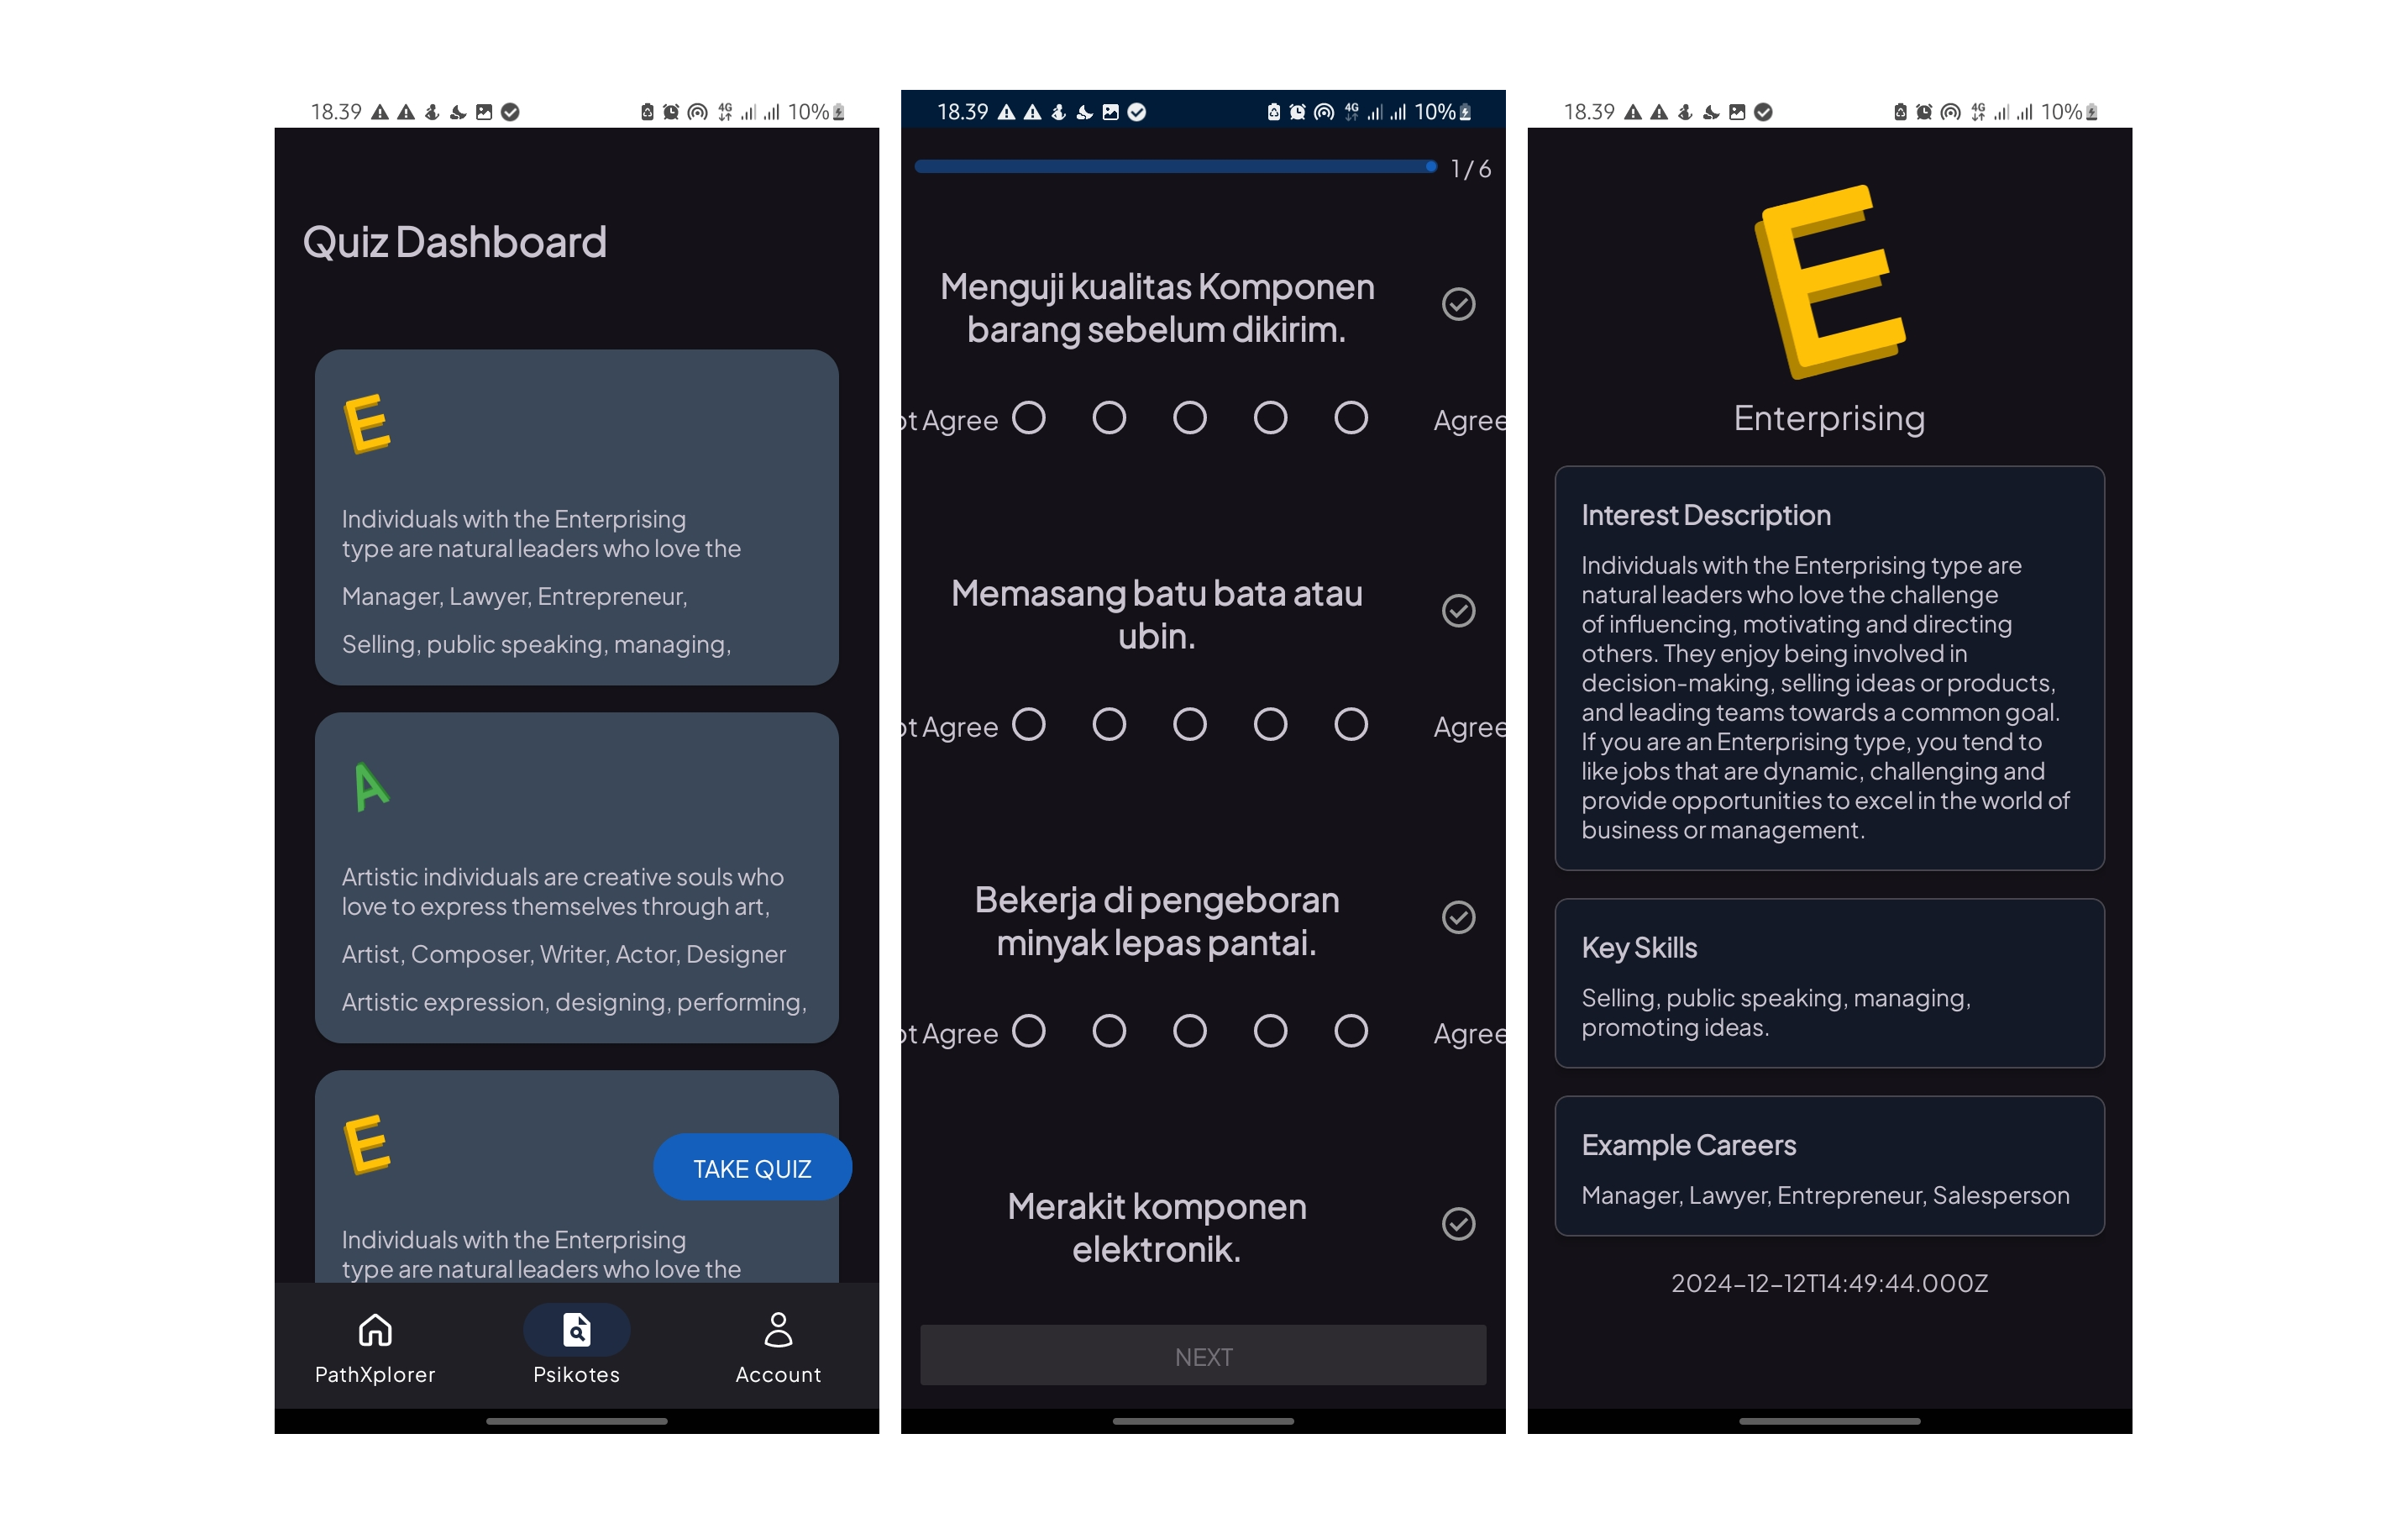 18.39
4G
10%
Quiz Dashboard
E
Individuals with the Enterprising
type are natural leaders who love the
Manager, Lawyer, Entrepreneur,
Selling, public speaking, managing,
A
Artistic individuals are creative souls who
love to express themselves through art,
Artist, Composer, Writer, Actor, Designer
Artistic expression, designing, performing,
E
TAKE QUIZ
Individuals with the Enterprising
type are natural leaders who love the
PathXplorer
Psikotes
Account
18.39
4G
10%
1 / 6
Menguji kualitas Komponen
barang sebelum dikirim.
ot Agree
Agree
Memasang batu bata atau
ubin.
ot Agree
Agree
Bekerja di pengeboran
minyak lepas pantai.
ot Agree
Agree
Merakit komponen
elektronik.
NEXT
18.39
4G
10%
E
Enterprising
Interest Description
Individuals with the Enterprising type are
natural leaders who love the challenge
of influencing, motivating and directing
others. They enjoy being involved in
decision-making, selling ideas or products,
and leading teams towards a common goal.
If you are an Enterprising type, you tend to
like jobs that are dynamic, challenging and
provide opportunities to excel in the world of
business or management.
Key Skills
Selling, public speaking, managing,
promoting ideas.
Example Careers
Manager, Lawyer, Entrepreneur, Salesperson
2024-12-12T14:49:44.000Z